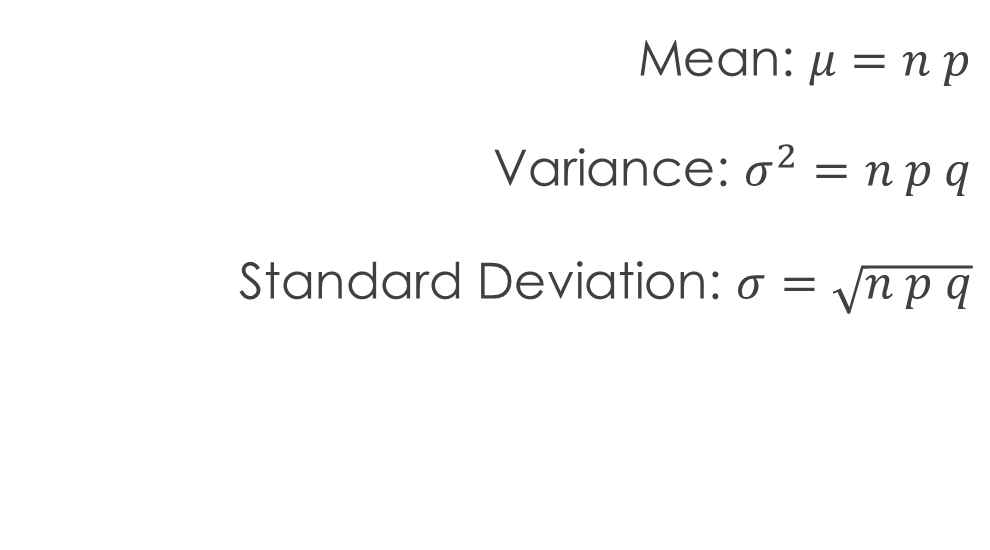 Mean: μ = n p
Variance: σ² = n p q
Standard Deviation: σ = √n p q